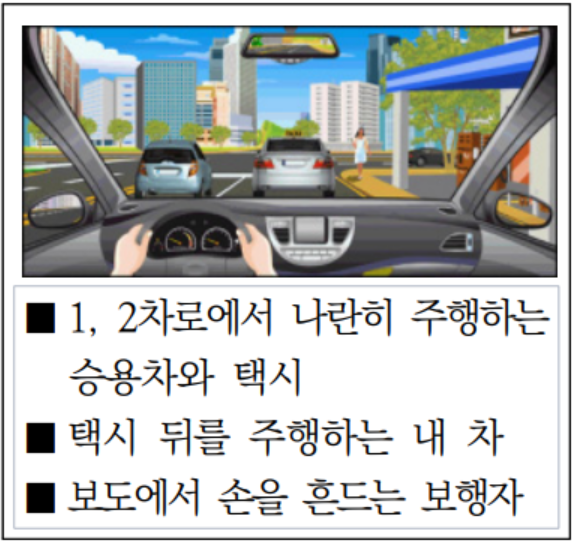 ■ 1, 2차로에서 나란히 주행하는
승용차와 택시
■ 택시 뒤를 주행하는 내 차
■ 보도에서 손을 흔드는 보행자